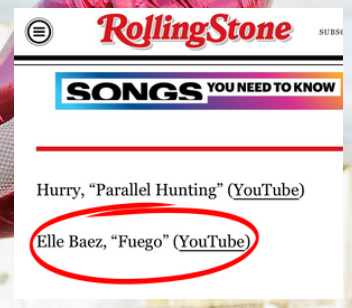 RollingStone
SUBSC
SONGS YOU NEED TO KNOW
Hurry, “Parallel Hunting” (YouTube)
Elle Baez, “Fuego” (YouTube)